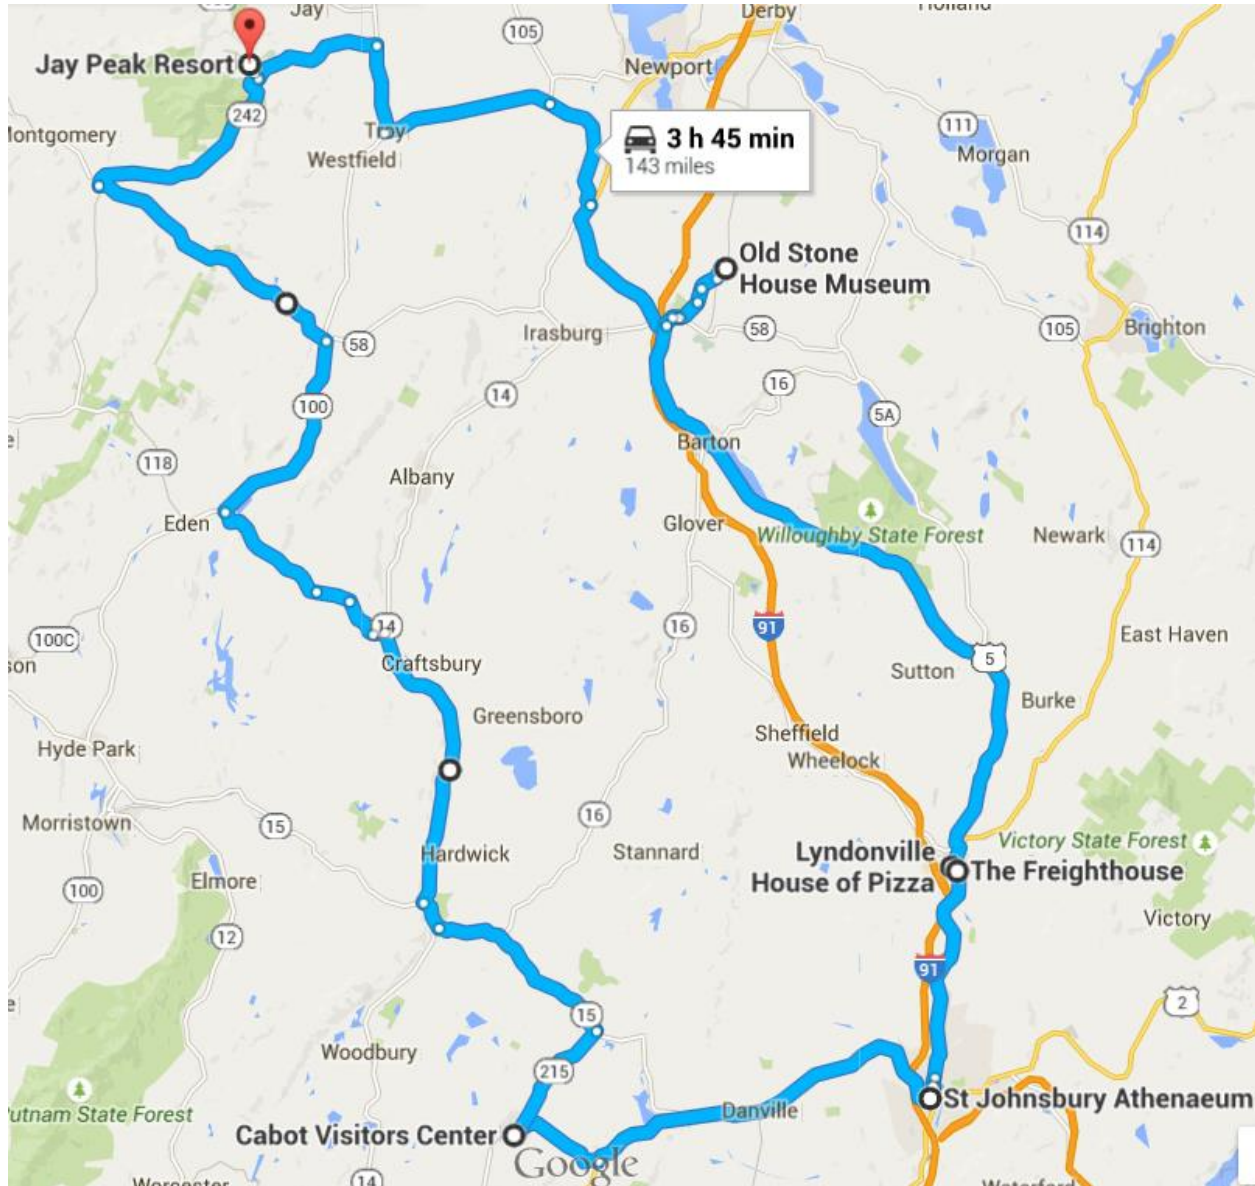 Jay
Derby
105
Jay Peak Resort
Newport
242
3 h 45 min
143 miles
111
Montgomery
Troy
Westfield
Morgan
114
Old Stone
House Museum
58
Irasburg
58
105
Brighton
16
14
100
5A
Barton
118
Albany
Eden
Glover
Willoughby State Forest
Newark
114
100C
14
16
91
East Haven
Craftsbury
5
Sutton
Burke
Greensboro
Sheffield
Hyde Park
Wheelock
16
Morristown
15
Victory State Forest
Hardwick
Stannard
Lyndonville
House of Pizza
The Freighthouse
Elmore
100
Victory
12
91
2
15
Woodbury
215
St Johnsbury Athenaeum
Danville
Cabot Visitors Center
Google
14